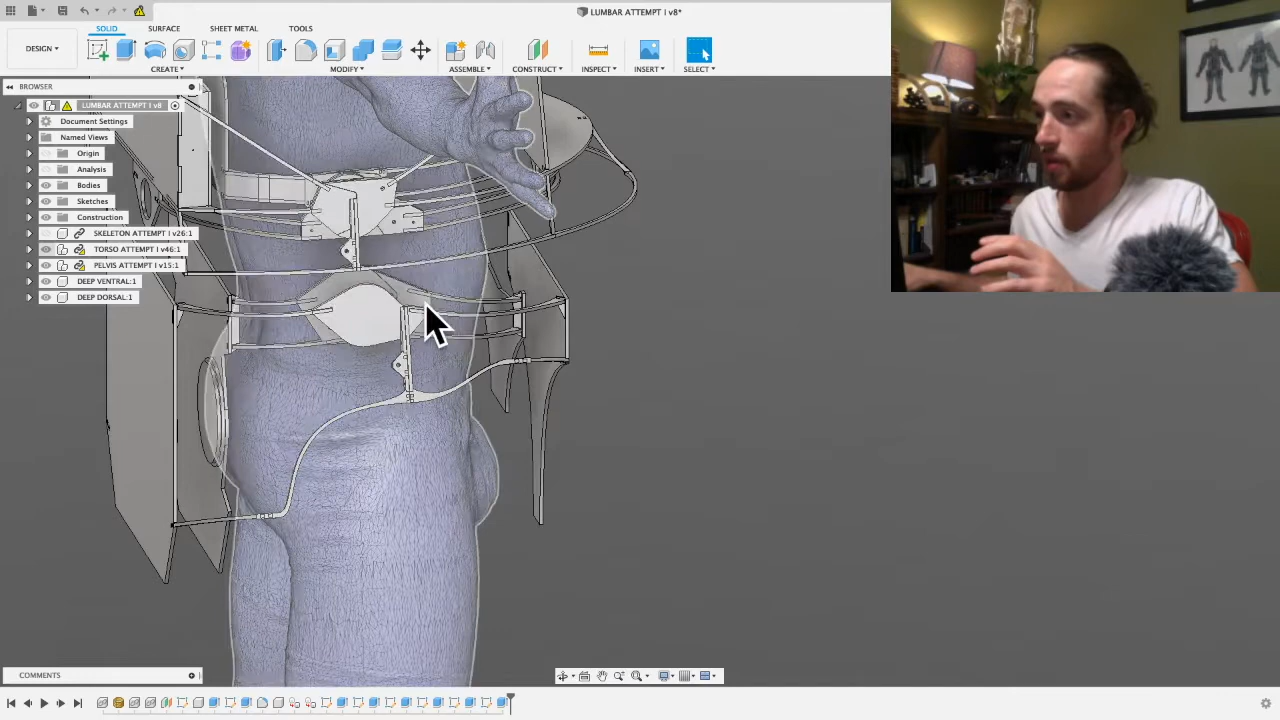 LUMBAR ATTEMPT I v8*
SOLID SURFACE SHEET METAL TOOLS
DESIGN
CREATE MODIFY ASSEMBLE CONSTRUCT INSPECT INSERT SELECT
BROWSER
LUMBAR ATTEMPT I v8
Document Settings
Named Views
Origin
Analysis
Bodies
Sketches
Construction
SKELETON ATTEMPT I v26:1
TORSO ATTEMPT I v46:1
PELVIS ATTEMPT I v15:1
DEEP VENTRAL:1
DEEP DORSAL:1
COMMENTS